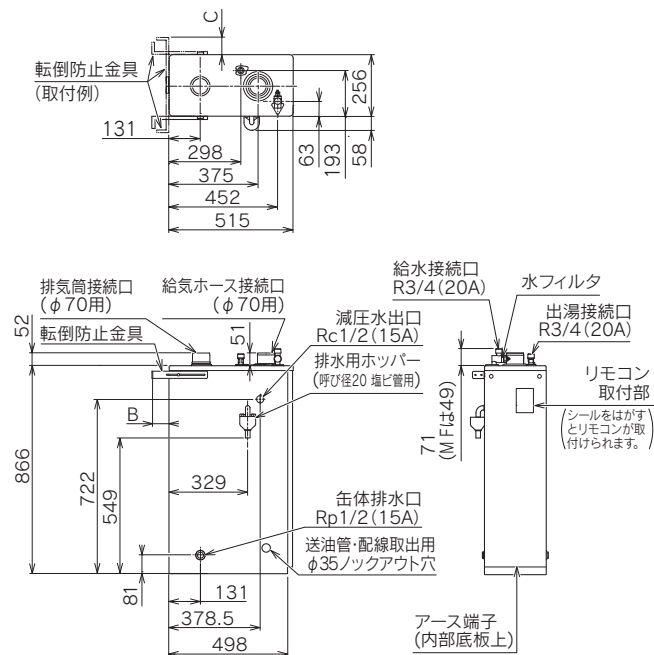 C
転倒防止金具
(取付例)
131
298
375
452
515
63
193
58
256
排気筒接続口
(φ70用)
給気ホース接続口
(φ70用)
52
転倒防止金具
51
減圧水出口
Rc1/2(15A)
排水用ホッパー
(呼び径20 塩ビ管用)
B
866
722
549
329
缶体排水口
Rp1/2(15A)
送油管・配線取出用
φ35ノックアウト穴
81
131
378.5
498
給水接続口
R3/4(20A)
水フィルタ
出湯接続口
R3/4(20A)
リモコン
取付部
(シールをはがす
とリモコンが取
付けられます。)
71
(MFは49)
アース端子
(内部底板上)